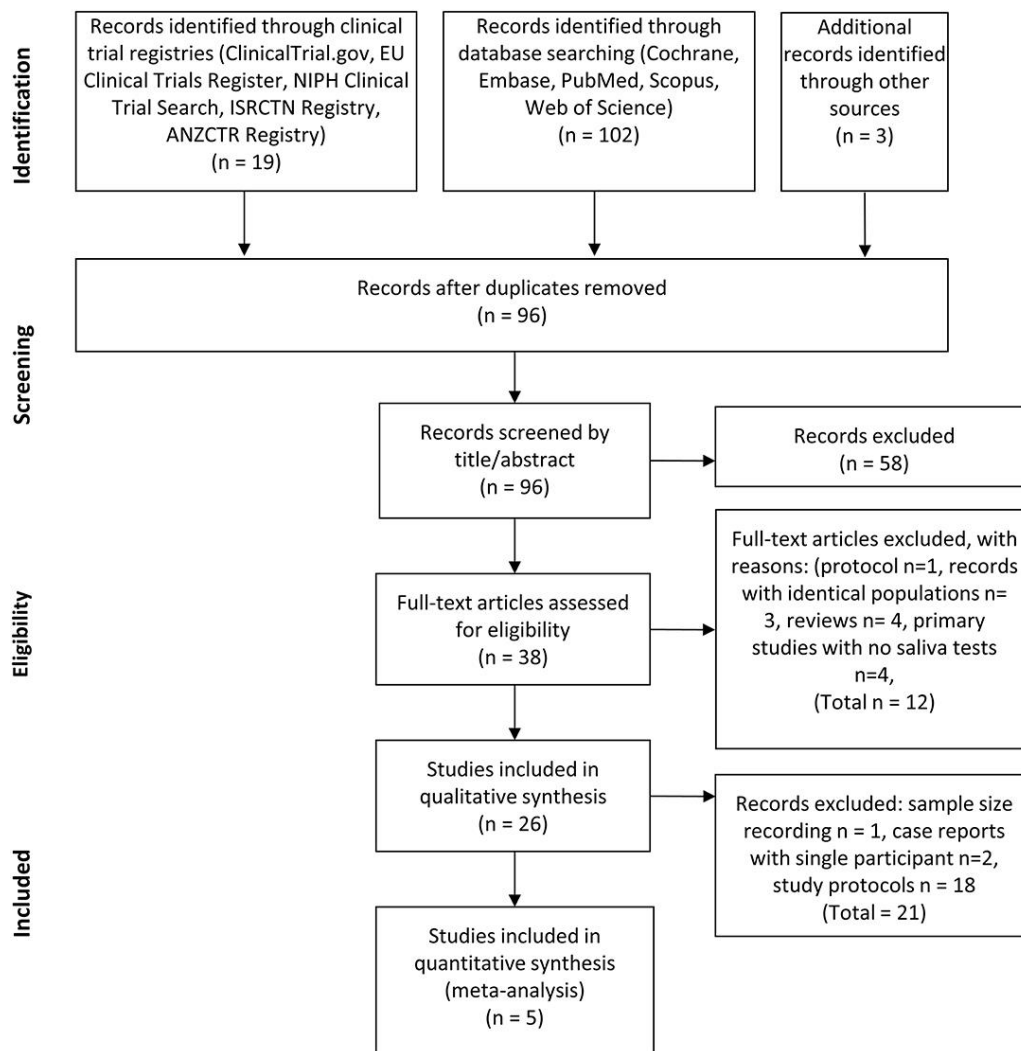 Identification
Records identified through clinical
trial registries (ClinicalTrial.gov, EU
Clinical Trials Register, NIPH Clinical
Trial Search, ISRCTN Registry,
ANZCTR Registry)
(n = 19)
Records identified through
database searching (Cochrane,
Embase, PubMed, Scopus,
Web of Science)
(n = 102)
Additional
records identified
through other
sources
(n = 3)
Records after duplicates removed
(n = 96)
Screening
Records screened by
title/abstract
(n = 96)
Records excluded
(n = 58)
Eligibility
Full-text articles assessed
for eligibility
(n = 38)
Full-text articles excluded, with
reasons: (protocol n=1, records
with identical populations n=
3, reviews n= 4, primary
studies with no saliva tests
n=4,
(Total n = 12)
Included
Studies included in
qualitative synthesis
(n = 26)
Records excluded: sample size
recording n = 1, case reports
with single participant n=2,
study protocols n = 18
(Total = 21)
Studies included in
quantitative synthesis
(meta-analysis)
(n = 5)